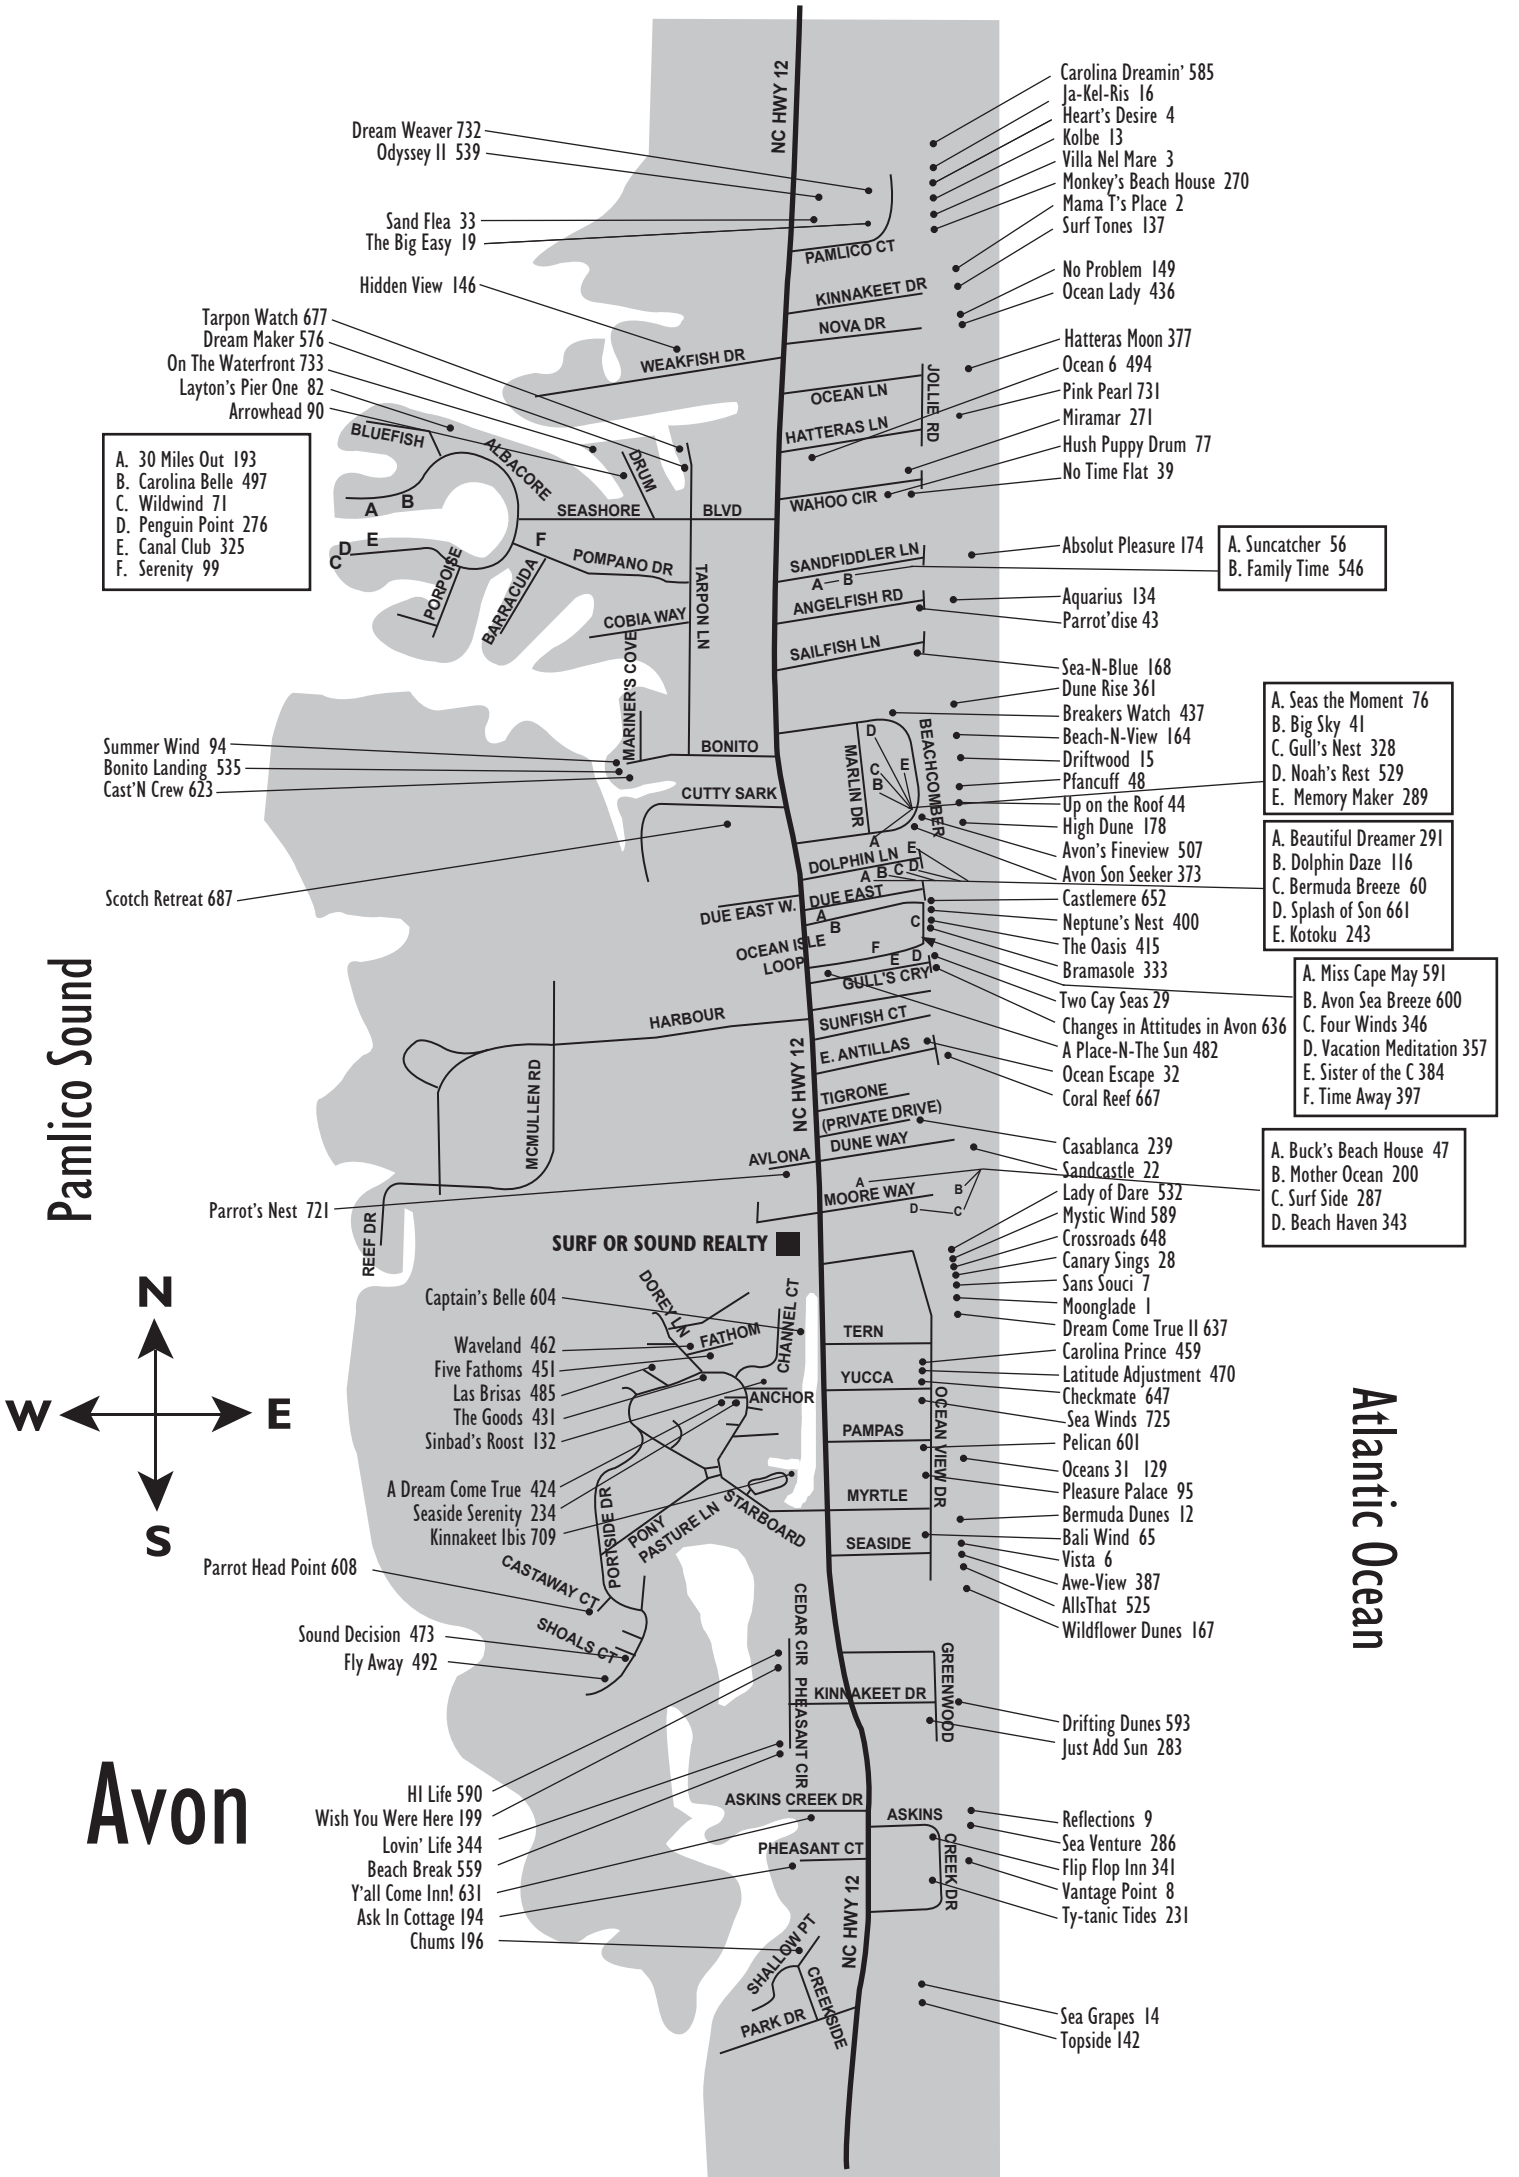 NC HWY 12
Dream Weaver 732
Odyssey II 539
Sand Flea 33
The Big Easy 19
Hidden View 146
Tarpon Watch 677
Dream Maker 576
On The Waterfront 733
Layton's Pier One 82
Arrowhead 90
A. 30 Miles Out 193
B. Carolina Belle 497
C. Wildwind 71
D. Penguin Point 276
E. Canal Club 325
F. Serenity 99
Carolina Dreamin' 585
Ja-Kel-Ris 16
Heart's Desire 4
Kolbe 13
Villa Nel Mare 3
Monkey's Beach House 270
Mama T's Place 2
Surf Tones 137
No Problem 149
Ocean Lady 436
Hatteras Moon 377
Ocean 6 494
Pink Pearl 731
Miramar 271
Hush Puppy Drum 77
No Time Flat 39
Absolut Pleasure 174
A. Suncatcher 56
B. Family Time 546
Aquarius 134
Parrot'dise 43
Sea-N-Blue 168
Dune Rise 361
Breakers Watch 437
Beach-N-View 164
Driftwood 15
Pfancuff 48
Up on the Roof 44
High Dune 178
Avon's Fineview 507
Avon Son Seeker 373
Castlemere 652
Neptune's Nest 400
The Oasis 415
Bramasole 333
Two Cay Seas 29
Changes in Attitudes in Avon 636
A Place-N-The Sun 482
Ocean Escape 32
Coral Reef 667
A. Seas the Moment 76
B. Big Sky 41
C. Gull's Nest 328
D. Noah's Rest 529
E. Memory Maker 289
A. Beautiful Dreamer 291
B. Dolphin Daze 116
C. Bermuda Breeze 60
D. Splash of Son 661
E. Kotoku 243
A. Miss Cape May 591
B. Avon Sea Breeze 600
C. Four Winds 346
D. Vacation Meditation 357
E. Sister of the C 384
F. Time Away 397
Casablanca 239
Sandcastle 22
Lady of Dare 532
Mystic Wind 589
Crossroads 648
Canary Sings 28
Sans Souci 7
Moonglade 1
Dream Come True II 637
Carolina Prince 459
Latitude Adjustment 470
Checkmate 647
Sea Winds 725
Pelican 601
Oceans 31 129
Pleasure Palace 95
Bermuda Dunes 12
Bali Wind 65
Vista 6
Awe-View 387
AllsThat 525
Wildflower Dunes 167
A. Buck's Beach House 47
B. Mother Ocean 200
C. Surf Side 287
D. Beach Haven 343
Drifting Dunes 593
Just Add Sun 283
Reflections 9
Sea Venture 286
Flip Flop Inn 341
Vantage Point 8
Ty-tanic Tides 231
Sea Grapes 14
Topside 142
Summer Wind 94
Bonito Landing 535
Cast'N Crew 623
Scotch Retreat 687
Parrot's Nest 721
SURF OR SOUND REALTY
Captain's Belle 604
Waveland 462
Five Fathoms 451
Las Brisas 485
The Goods 431
Sinbad's Roost 132
A Dream Come True 424
Seaside Serenity 234
Kinnakeet Ibis 709
Parrot Head Point 608
Sound Decision 473
Fly Away 492
HI Life 590
Wish You Were Here 199
Lovin' Life 344
Beach Break 559
Y'all Come Inn! 631
Ask In Cottage 194
Chums 196
PAMLICO CT
KINNAKEET DR
NOVA DR
WEAKFISH DR
OCEAN LN
JOLLIE RD
HATTERAS LN
WAHOO CIR
BLUEFISH
ALBACORE
DRUM
SEASHORE BLVD
A
B
C
D
E
F
PORPOISE
BARRACUDA
POMPANO DR
COBIA WAY
TARPON LN
MARINER'S COVE
BONITO
CUTTY SARK
SANDFIDDLER LN
A
B
ANGELFISH RD
SAILFISH LN
MARLIN DR
BEACHCOMBER
D
C
E
B
A
DOLPHIN LN
A
B
C
D
E
DUE EAST W.
DUE EAST
A
B
C
OCEAN ISLE
LOOP
F
E
D
GULL'S CRY
HARBOUR
SUNFISH CT
E. ANTILLAS
NC HWY 12
MCMULLEN RD
TIGRONE
(PRIVATE DRIVE)
AVLONA
DUNE WAY
A
B
C
D
MOORE WAY
REEF DR
DOREY LN
FATHOM
CHANNEL CT
ANCHOR
TERN
YUCCA
PAMPAS
MYRTLE
SEASIDE
OCEAN VIEW DR
PORTSIDE DR
PONY
PASTURE LN
STARBOARD
CASTAWAY CT
SHOALS CT
CEDAR CIR
PHEASANT CIR
KINNAKEET DR
GREENWOOD
ASKINS CREEK DR
ASKINS
CREEK DR
PHEASANT CT
NC HWY 12
SHALLOW PT
CREEKSIDE
PARK DR
Pamlico Sound
Atlantic Ocean
N
W
E
S
Avon